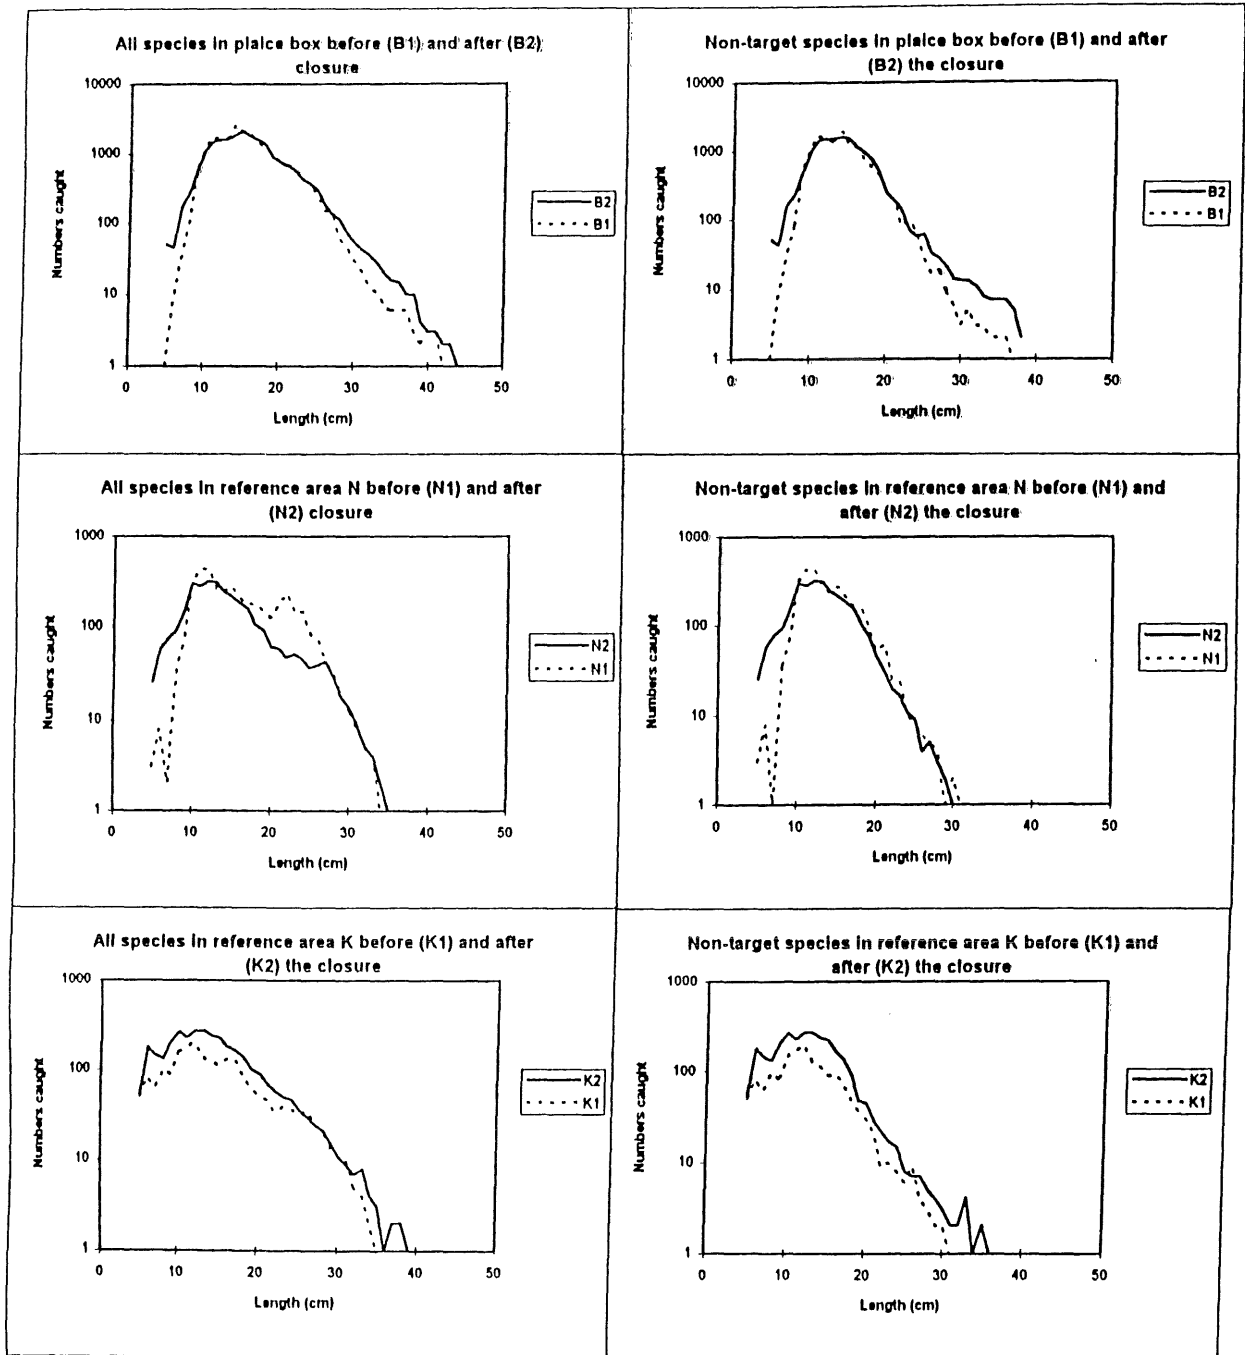 All species in plaice box before (B1) and after (B2)
closure
10000
1000
100
10
1
0
10
20
30
40
50
Numbers caught
Length (cm)
B2
B1
Non-target species in plaice box before (B1) and after
(B2) the closure
10000
1000
100
10
1
0
10
20
30
40
50
Numbers caught
Length (cm)
B2
B1
All species in reference area N before (N1) and after
(N2) closure
1000
100
10
1
0
10
20
30
40
50
Numbers caught
Length (cm)
N2
N1
Non-target species in reference area N before (N1) and
after (N2) the closure
1000
100
10
1
0
10
20
30
40
50
Numbers caught
Length (cm)
N2
N1
All species in reference area K before (K1) and after
(K2) the closure
1000
100
10
1
0
10
20
30
40
50
Numbers caught
Length (cm)
K2
K1
Non-target species in reference area K before (K1) and
after (K2) the closure
1000
100
10
1
0
10
20
30
40
50
Numbers caught
Length (cm)
K2
K1